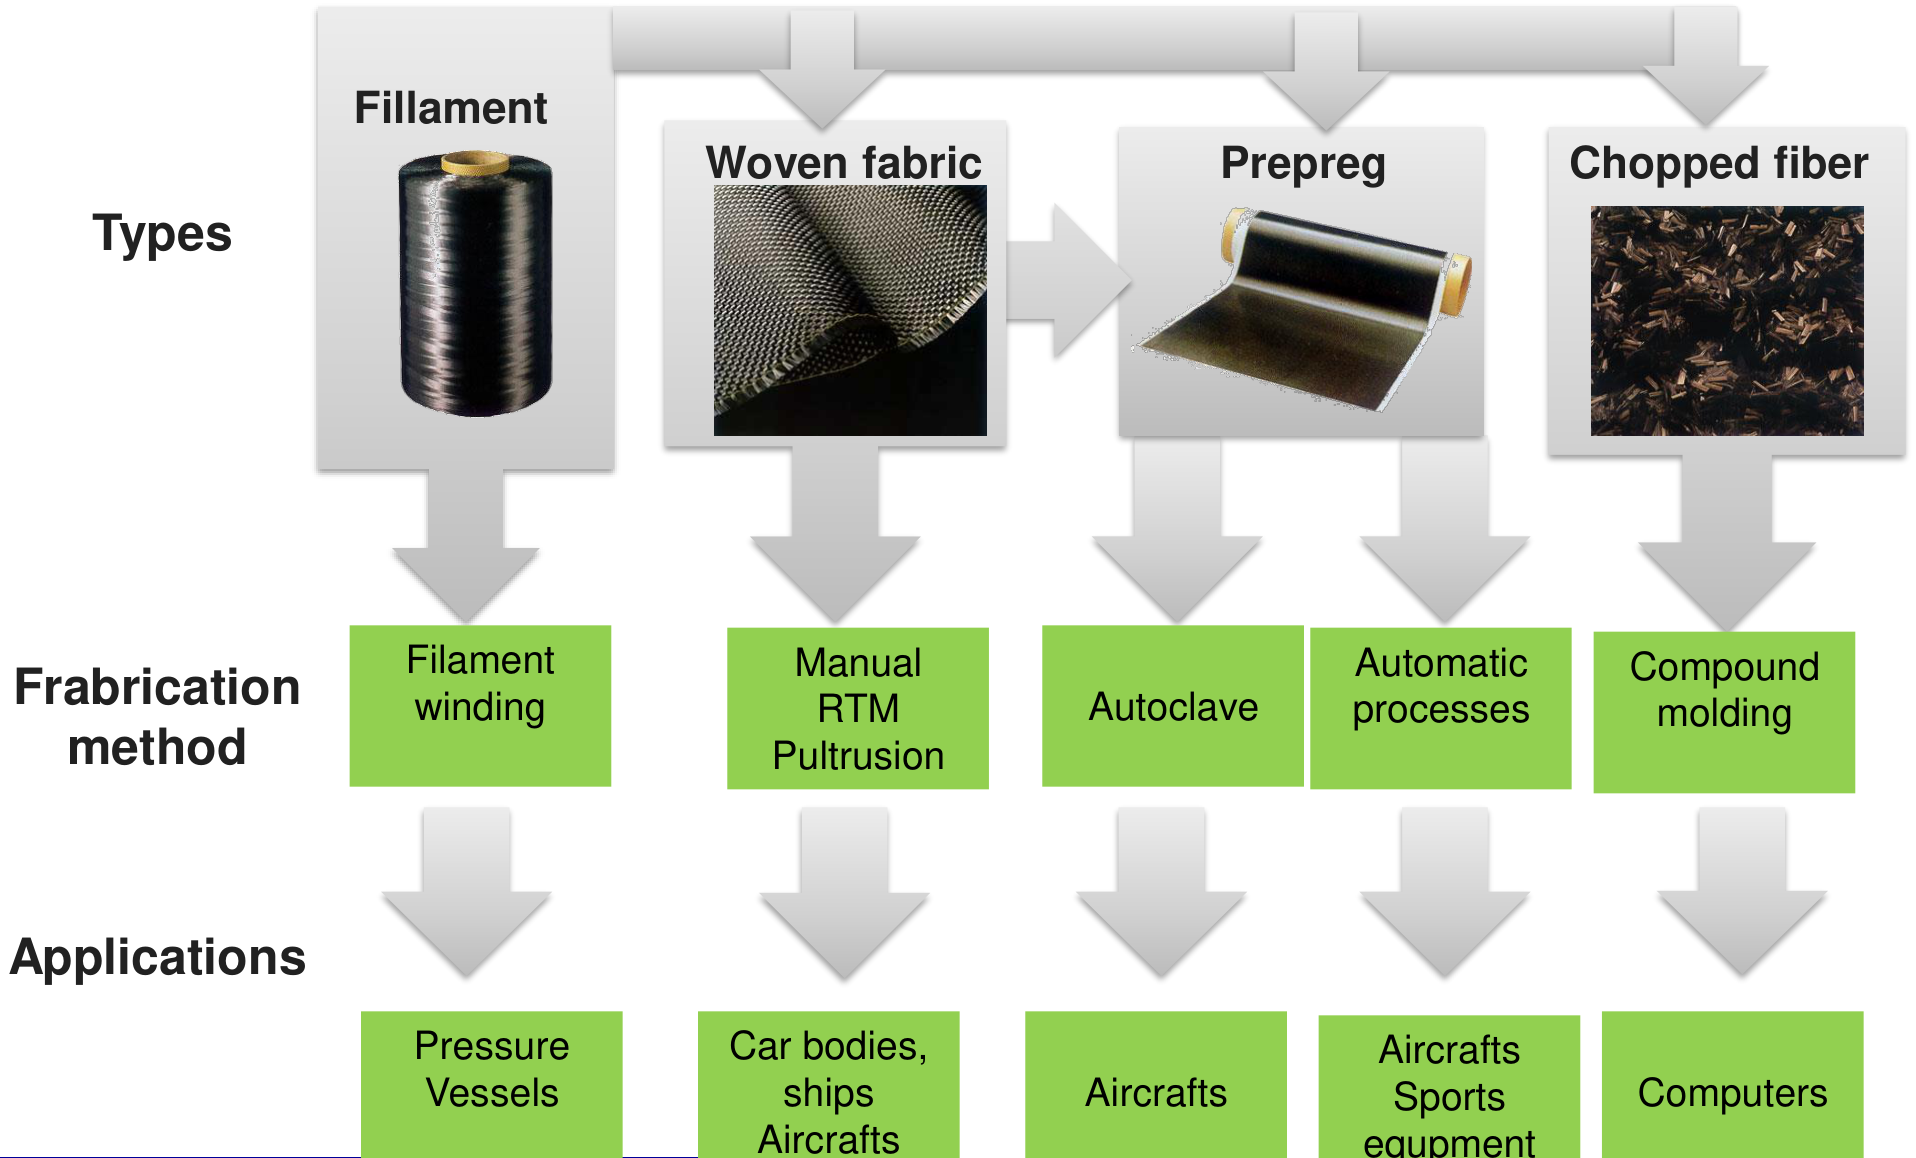 Fillament
Woven fabric
Prepreg
Chopped fiber
Types
Filament
winding
Manual
RTM
Pultrusion
Autoclave
Automatic
processes
Compound
molding
Frabrication
method
Applications
Pressure
Vessels
Car bodies,
ships
Aircrafts
Aircrafts
Aircrafts
Sports
equpment
Computers